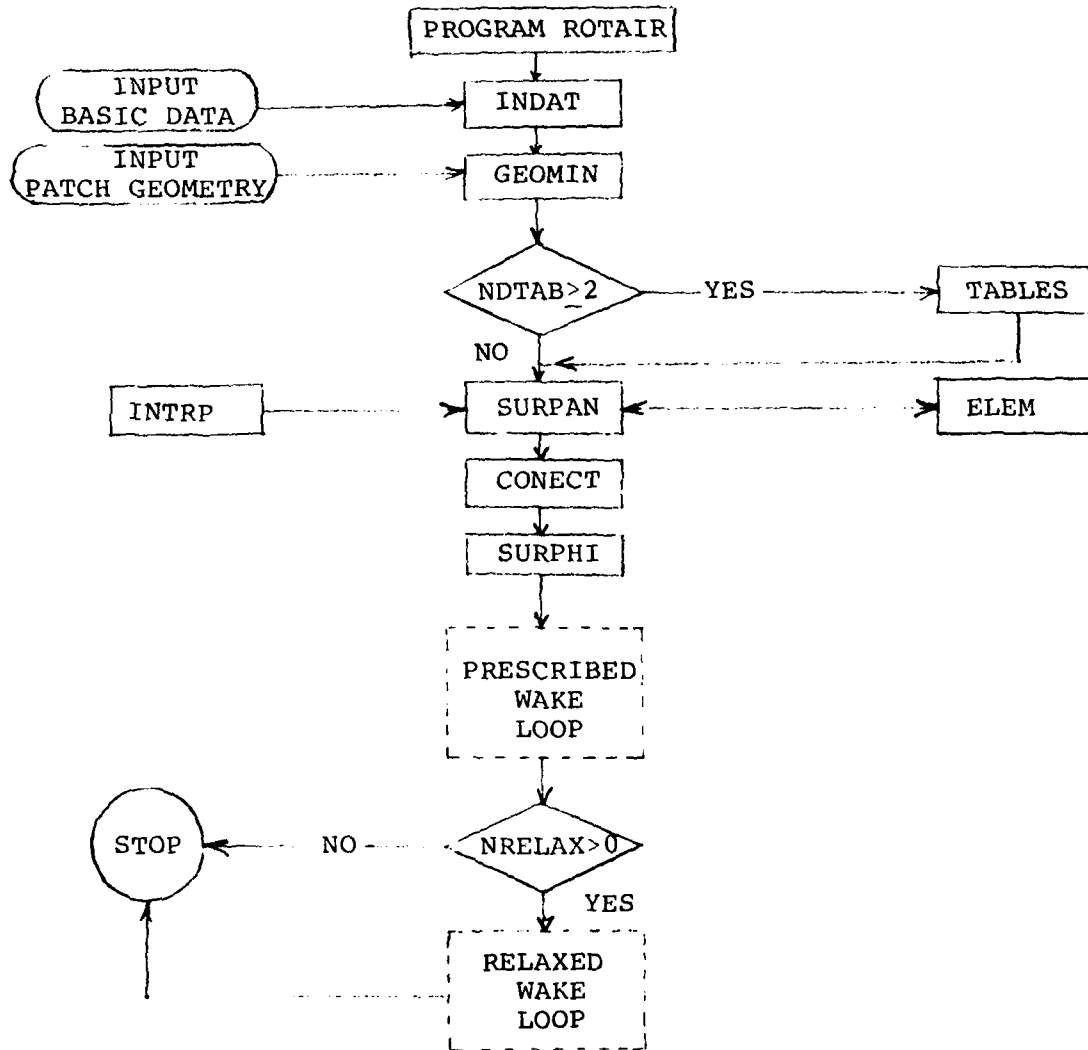 PROGRAM ROTAIR
INPUT
BASIC DATA
INDAT
INPUT
PATCH GEOMETRY
GEOMIN
NDTAB≥2
YES
TABLES
NO
INTRP
SURPAN
ELEM
CONECT
SURPHI
PRESCRIBED
WAKE
LOOP
STOP
NO
NRELAX>0
YES
RELAXED
WAKE
LOOP